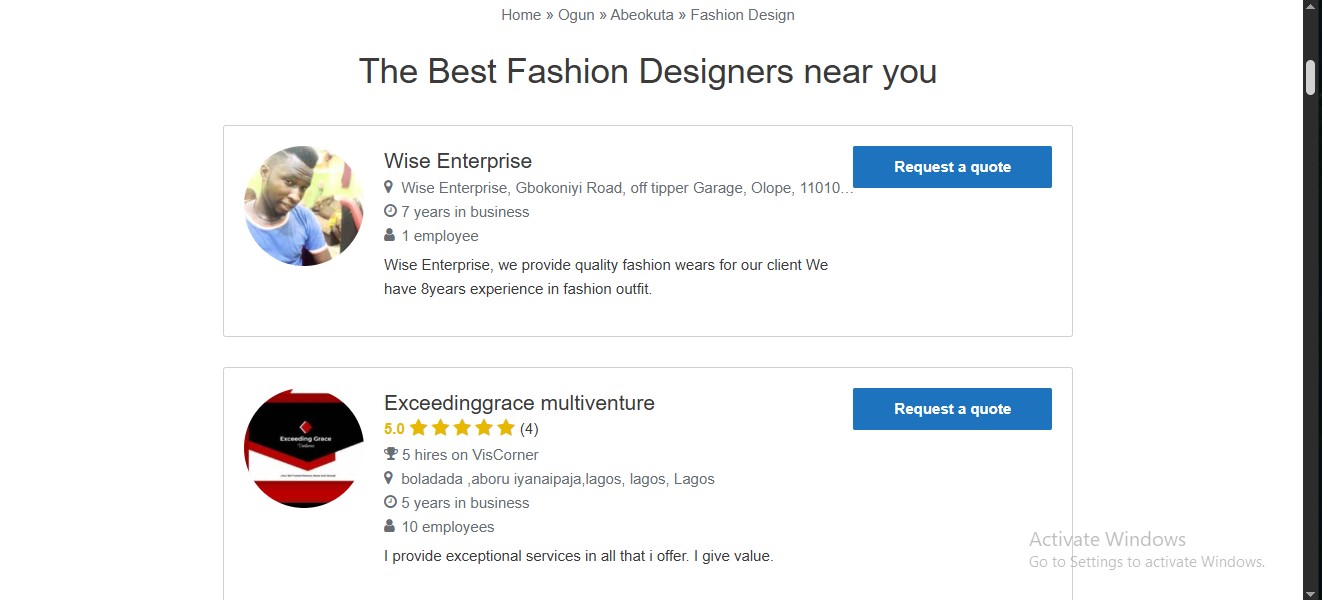 Home » Ogun » Abeokuta » Fashion Design
The Best Fashion Designers near you
Wise Enterprise
Request a quote
Wise Enterprise, Gbokoniyi Road, off tipper Garage, Olope, 11010...
7 years in business
1 employee
Wise Enterprise, we provide quality fashion wears for our client We
have 8years experience in fashion outfit.
Exceedinggrace multiventure
Request a quote
5.0 (4)
Exceeding Grace
5 hires on VisCorner
boladada ,aboru iyanaipaja,lagos, lagos, Lagos
5 years in business
10 employees
I provide exceptional services in all that i offer. I give value.
Activate Windows
Go to Settings to activate Windows.